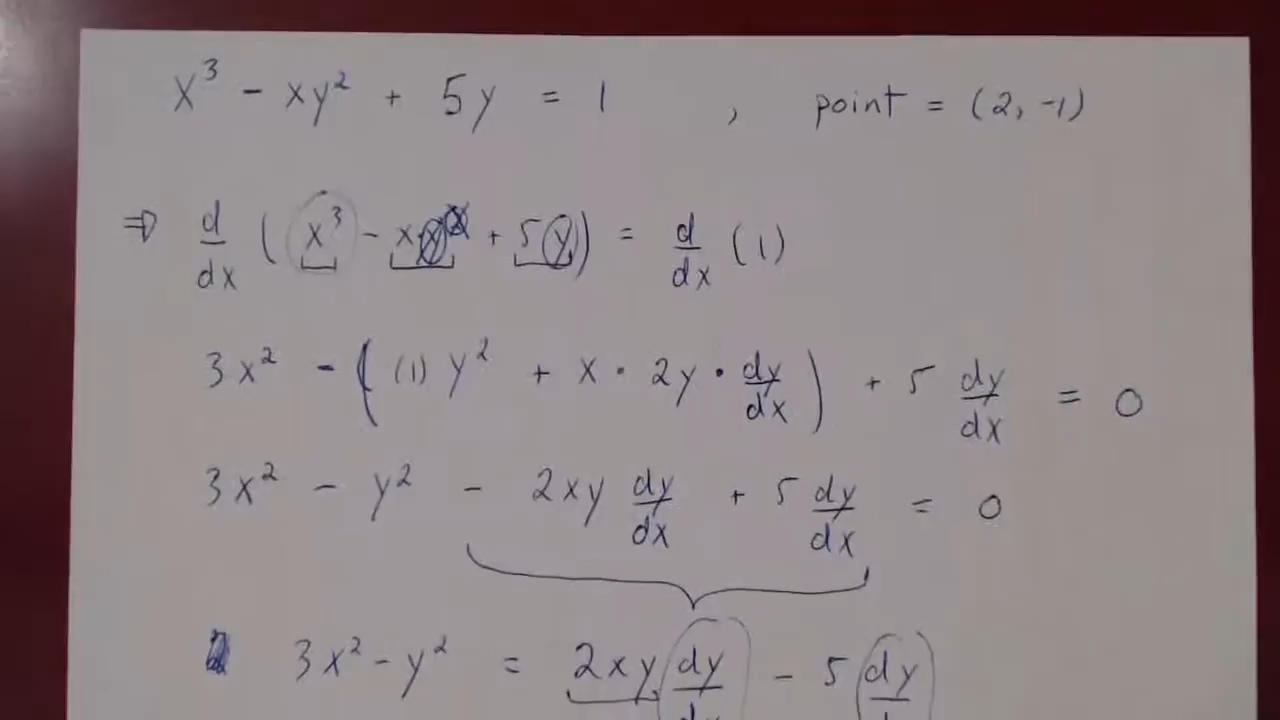 x³ - xy² + 5y = 1 , point = (2, -1)
⇒ d/dx (x³ - xy² + 5y) = d/dx (1)
3x² - ((1)y² + x · 2y · dy/dx) + 5 dy/dx = 0
3x² - y² - 2xy dy/dx + 5 dy/dx = 0
3x² - y² = 2xy dy/dx - 5 dy/